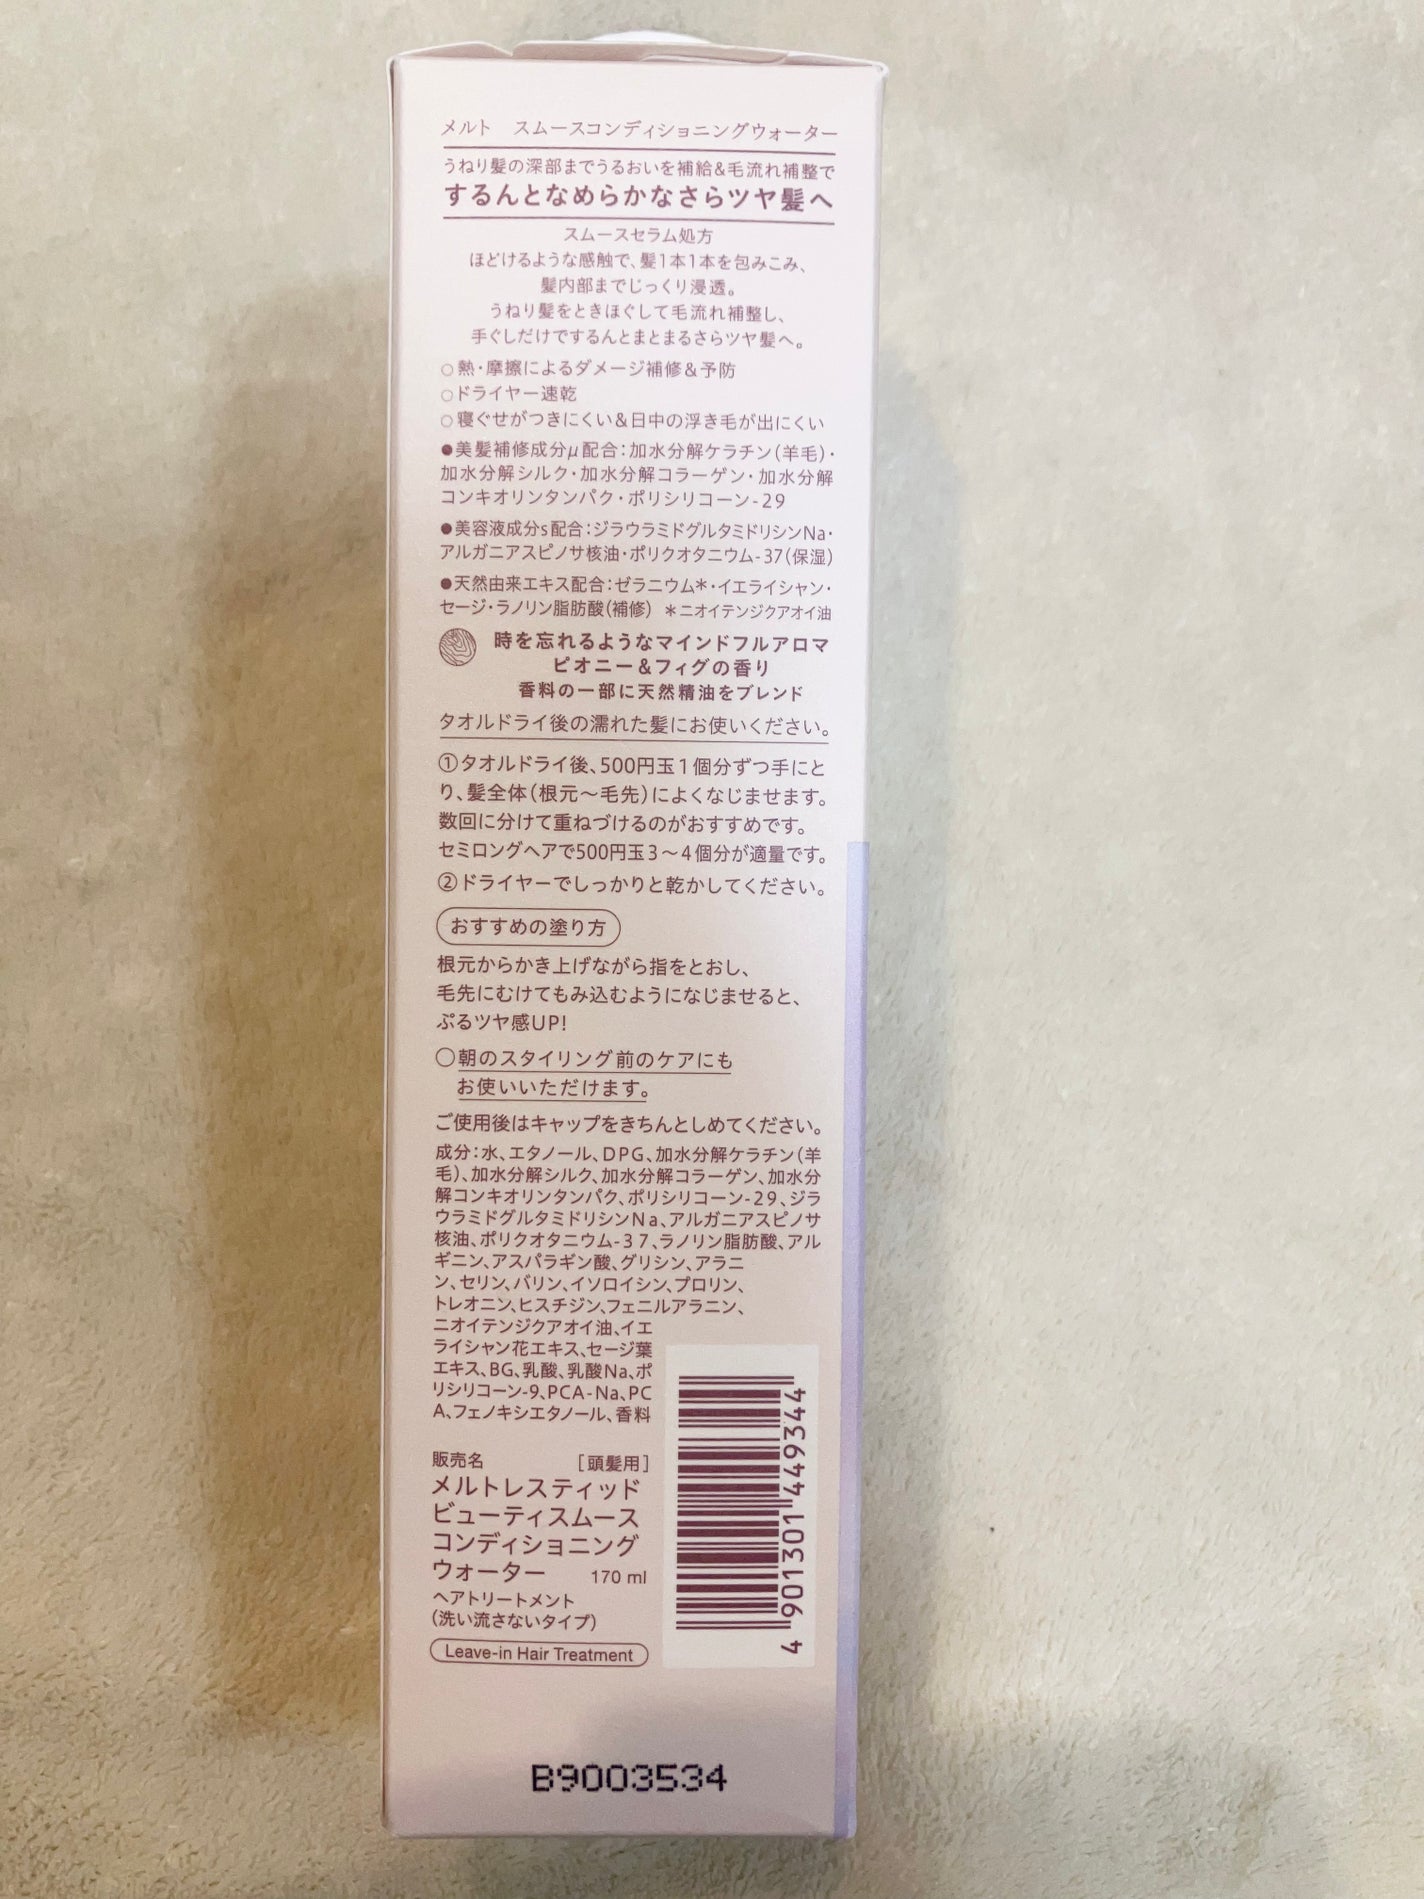 メルト　スムースコンディショニングウォーター
うねり髪の深部までうるおいを補給&毛流れ補整で
するんとなめらかなさらツヤ髪へ
スムースセラム処方
ほどけるような感触で、髪1本1本を包みこみ、
髪内部までじっくり浸透。
うねり髪をときほぐして毛流れ補整し、
手ぐしだけでするんとまとまるさらツヤ髪へ。
○熱・摩擦によるダメージ補修&予防
○ドライヤー速乾
○寝ぐせがつきにくい&日中の浮き毛が出にくい
●美髪補修成分μ配合：加水分解ケラチン(羊毛)・
加水分解シルク・加水分解コラーゲン・加水分解
コンキオリンタンパク・ポリシリコーン-29
●美容液成分s配合：ジラウラミドグルタミドリシンNa・
アルガニアスピノサ核油・ポリクオタニウム-37(保湿)
●天然由来エキス配合：ゼラニウム＊・イエライシャン・
セージ・ラノリン脂肪酸(補修)　＊ニオイテンジクアオイ油
時を忘れるようなマインドフルアロマ
ピオニー&フィグの香り
香料の一部に天然精油をブレンド
タオルドライ後の濡れた髪にお使いください。
①タオルドライ後、500円玉1個分ずつ手にと
り、髪全体(根元～毛先)によくなじませます。
数回に分けて重ねづけるのがおすすめです。
セミロングヘアで500円玉3～4個分が適量です。
②ドライヤーでしっかりと乾かしてください。
おすすめの塗り方
根元からかき上げながら指をとおし、
毛先にむけてもみ込むようになじませると、
ぷるツヤ感UP!
○朝のスタイリング前のケアにも
お使いいただけます。
ご使用後はキャップをきちんとしめてください。
成分：水、エタノール、DPG、加水分解ケラチン(羊
毛)、加水分解シルク、加水分解コラーゲン、加水分
解コンキオリンタンパク、ポリシリコーン-29、ジラ
ウラミドグルタミドリシンNa、アルガニアスピノサ
核油、ポリクオタニウム-37、ラノリン脂肪酸、アル
ギニン、アスパラギン酸、グリシン、アラニ
ン、セリン、バリン、イソロイシン、プロリン、
トレオニン、ヒスチジン、フェニルアラニン、
ニオイテンジクアオイ油、イエ
ライシャン花エキス、セージ葉
エキス、BG、乳酸、乳酸Na、ポ
リシリコーン-9、PCA-Na、PC
A、フェノキシエタノール、香料
販売名　[頭髪用]
メルトレスティッド
ビューティスムース
コンディショニング
ウォーター　170 ml
ヘアトリートメント
(洗い流さないタイプ)
Leave-in Hair Treatment
4 901301 449344
B9003534